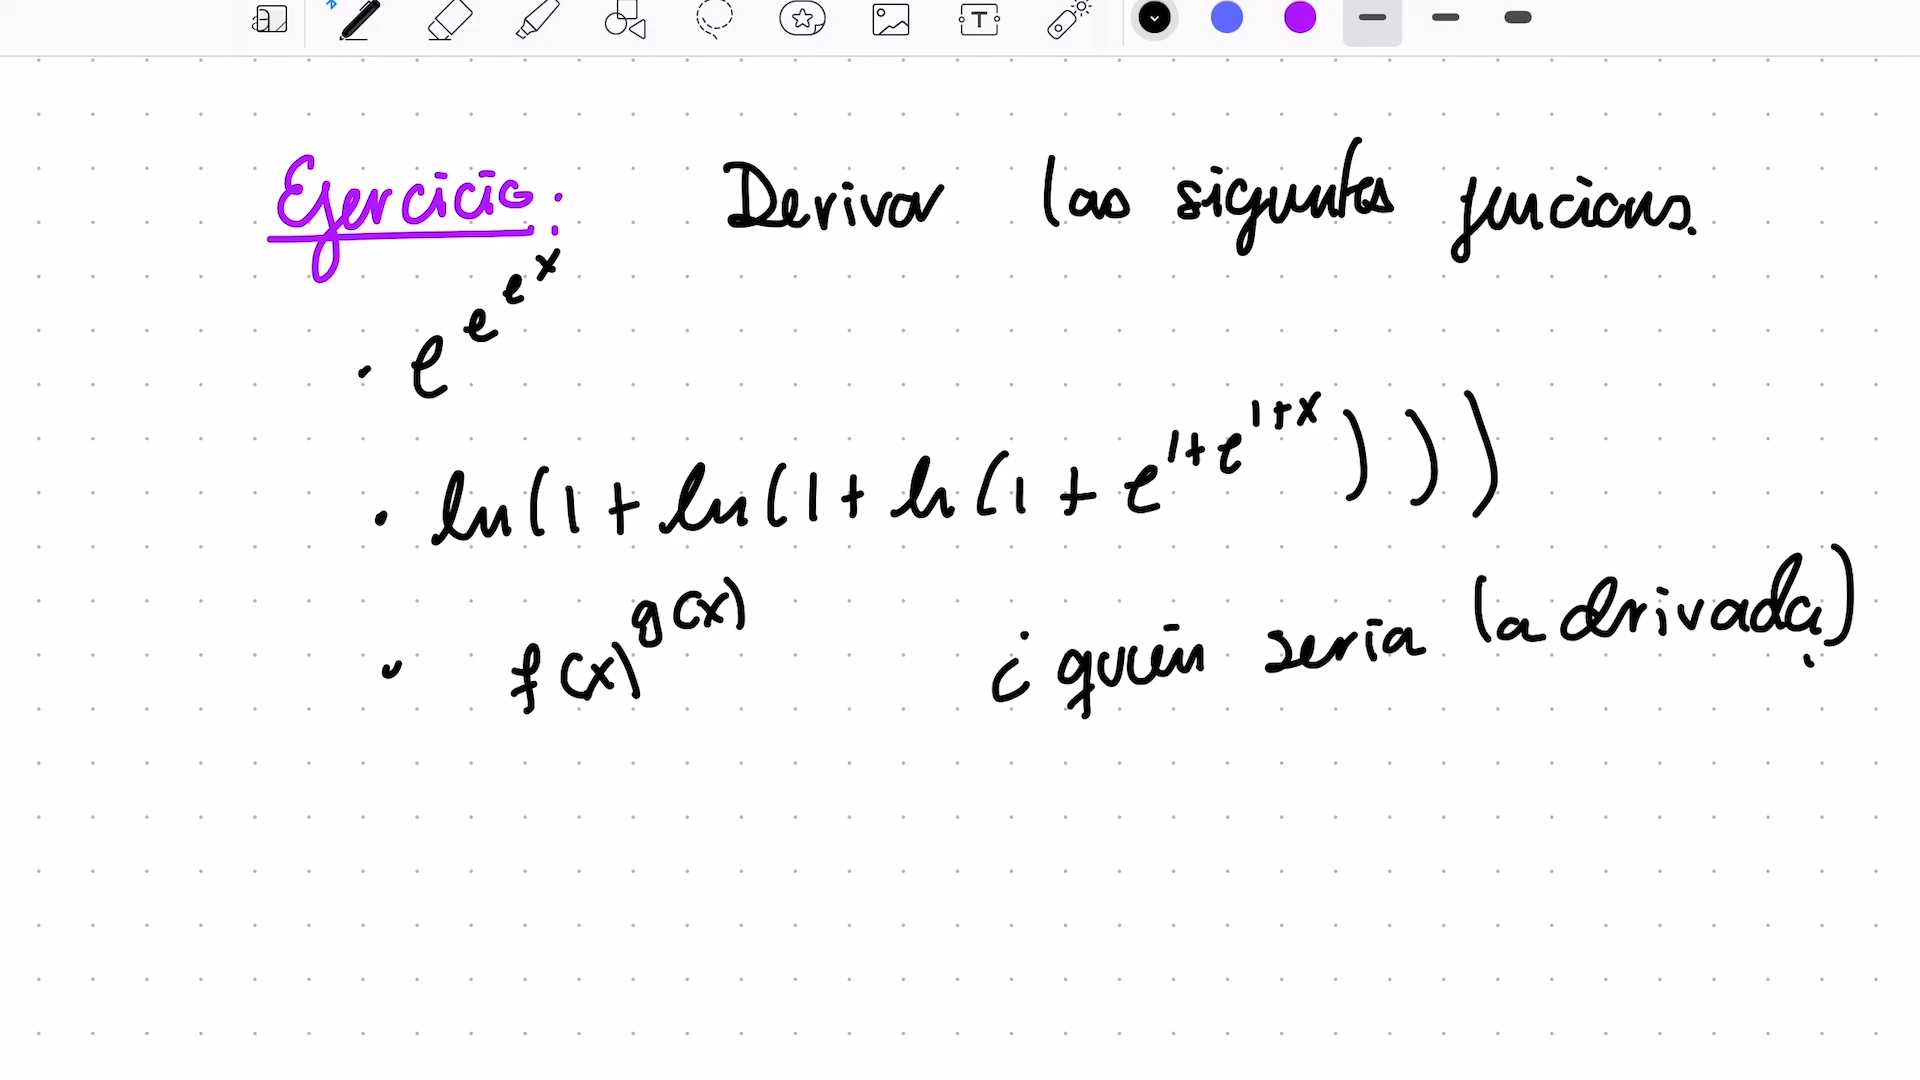 Ejercicio: Derivar las siguientes funciones.
• e^{e^{e^x}}
• ln(1 + ln(1 + ln(1 + e^{1+e^{1+x}})))
• f(x)^{g(x)} ¿quién sería la derivada?